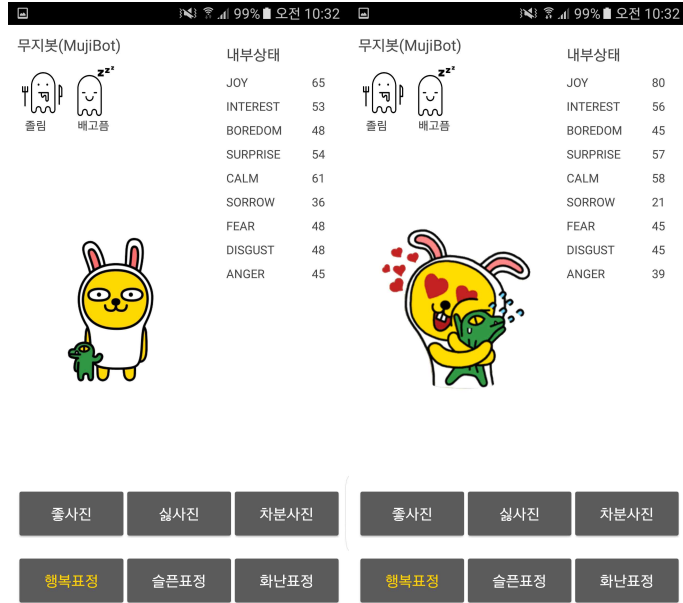 99% 오전 10:32
무지봇(MujiBot)
zzz
졸림 배고픔
내부상태
JOY 65
INTEREST 53
BOREDOM 48
SURPRISE 54
CALM 61
SORROW 36
FEAR 48
DISGUST 48
ANGER 45
좋사진 싫사진 차분사진
행복표정 슬픈표정 화난표정
99% 오전 10:32
무지봇(MujiBot)
zzz
졸림 배고픔
내부상태
JOY 80
INTEREST 56
BOREDOM 45
SURPRISE 57
CALM 58
SORROW 21
FEAR 45
DISGUST 45
ANGER 39
좋사진 싫사진 차분사진
행복표정 슬픈표정 화난표정